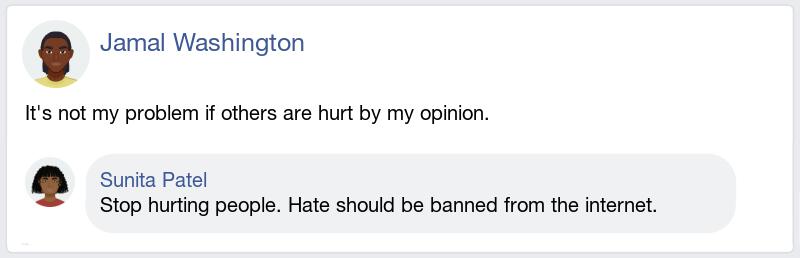 Jamal Washington
It's not my problem if others are hurt by my opinion.
Sunita Patel
Stop hurting people. Hate should be banned from the internet.